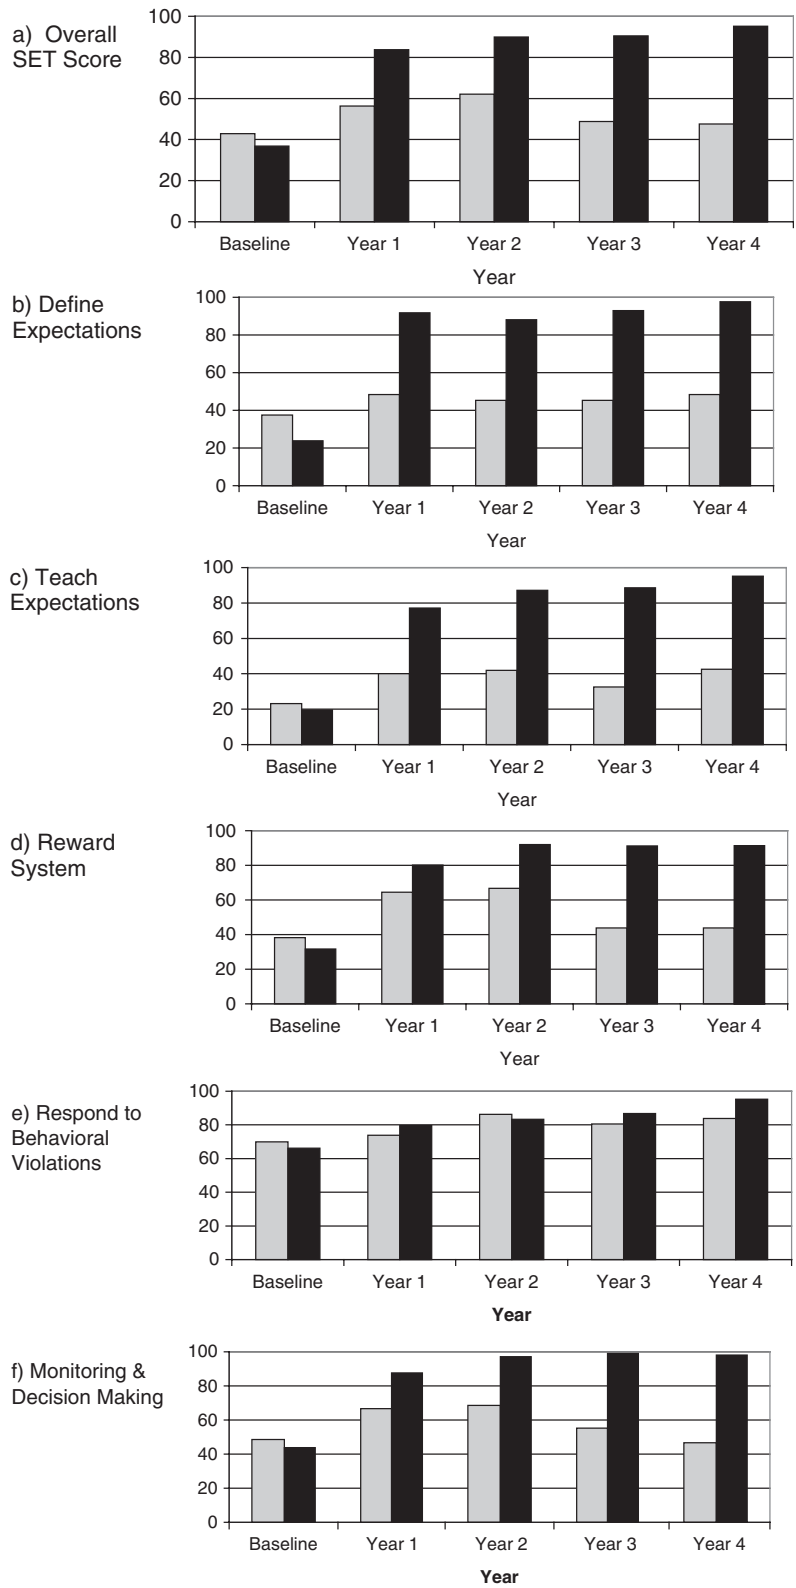 a) Overall
SET Score
100
80
60
40
20
0
Baseline Year 1 Year 2 Year 3 Year 4
Year
b) Define
Expectations
100
80
60
40
20
0
Baseline Year 1 Year 2 Year 3 Year 4
Year
c) Teach
Expectations
100
80
60
40
20
0
Baseline Year 1 Year 2 Year 3 Year 4
Year
d) Reward
System
100
80
60
40
20
0
Baseline Year 1 Year 2 Year 3 Year 4
Year
e) Respond to
Behavioral
Violations
100
80
60
40
20
0
Baseline Year 1 Year 2 Year 3 Year 4
Year
f) Monitoring &
Decision Making
100
80
60
40
20
0
Baseline Year 1 Year 2 Year 3 Year 4
Year